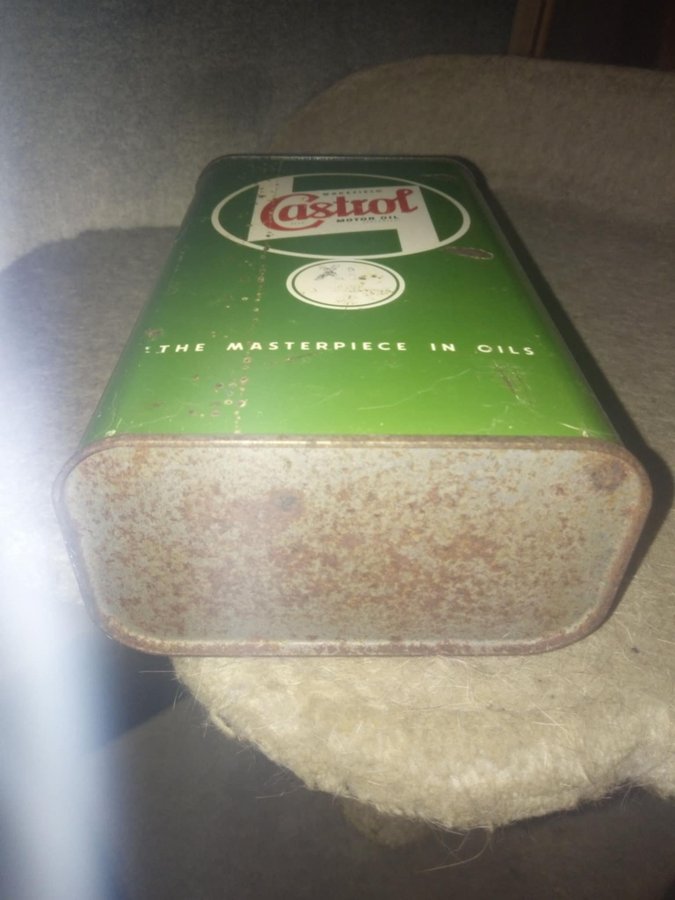 WAKEFIELD
Castrol
MOTOR OIL
THE MASTERPIECE IN OILS